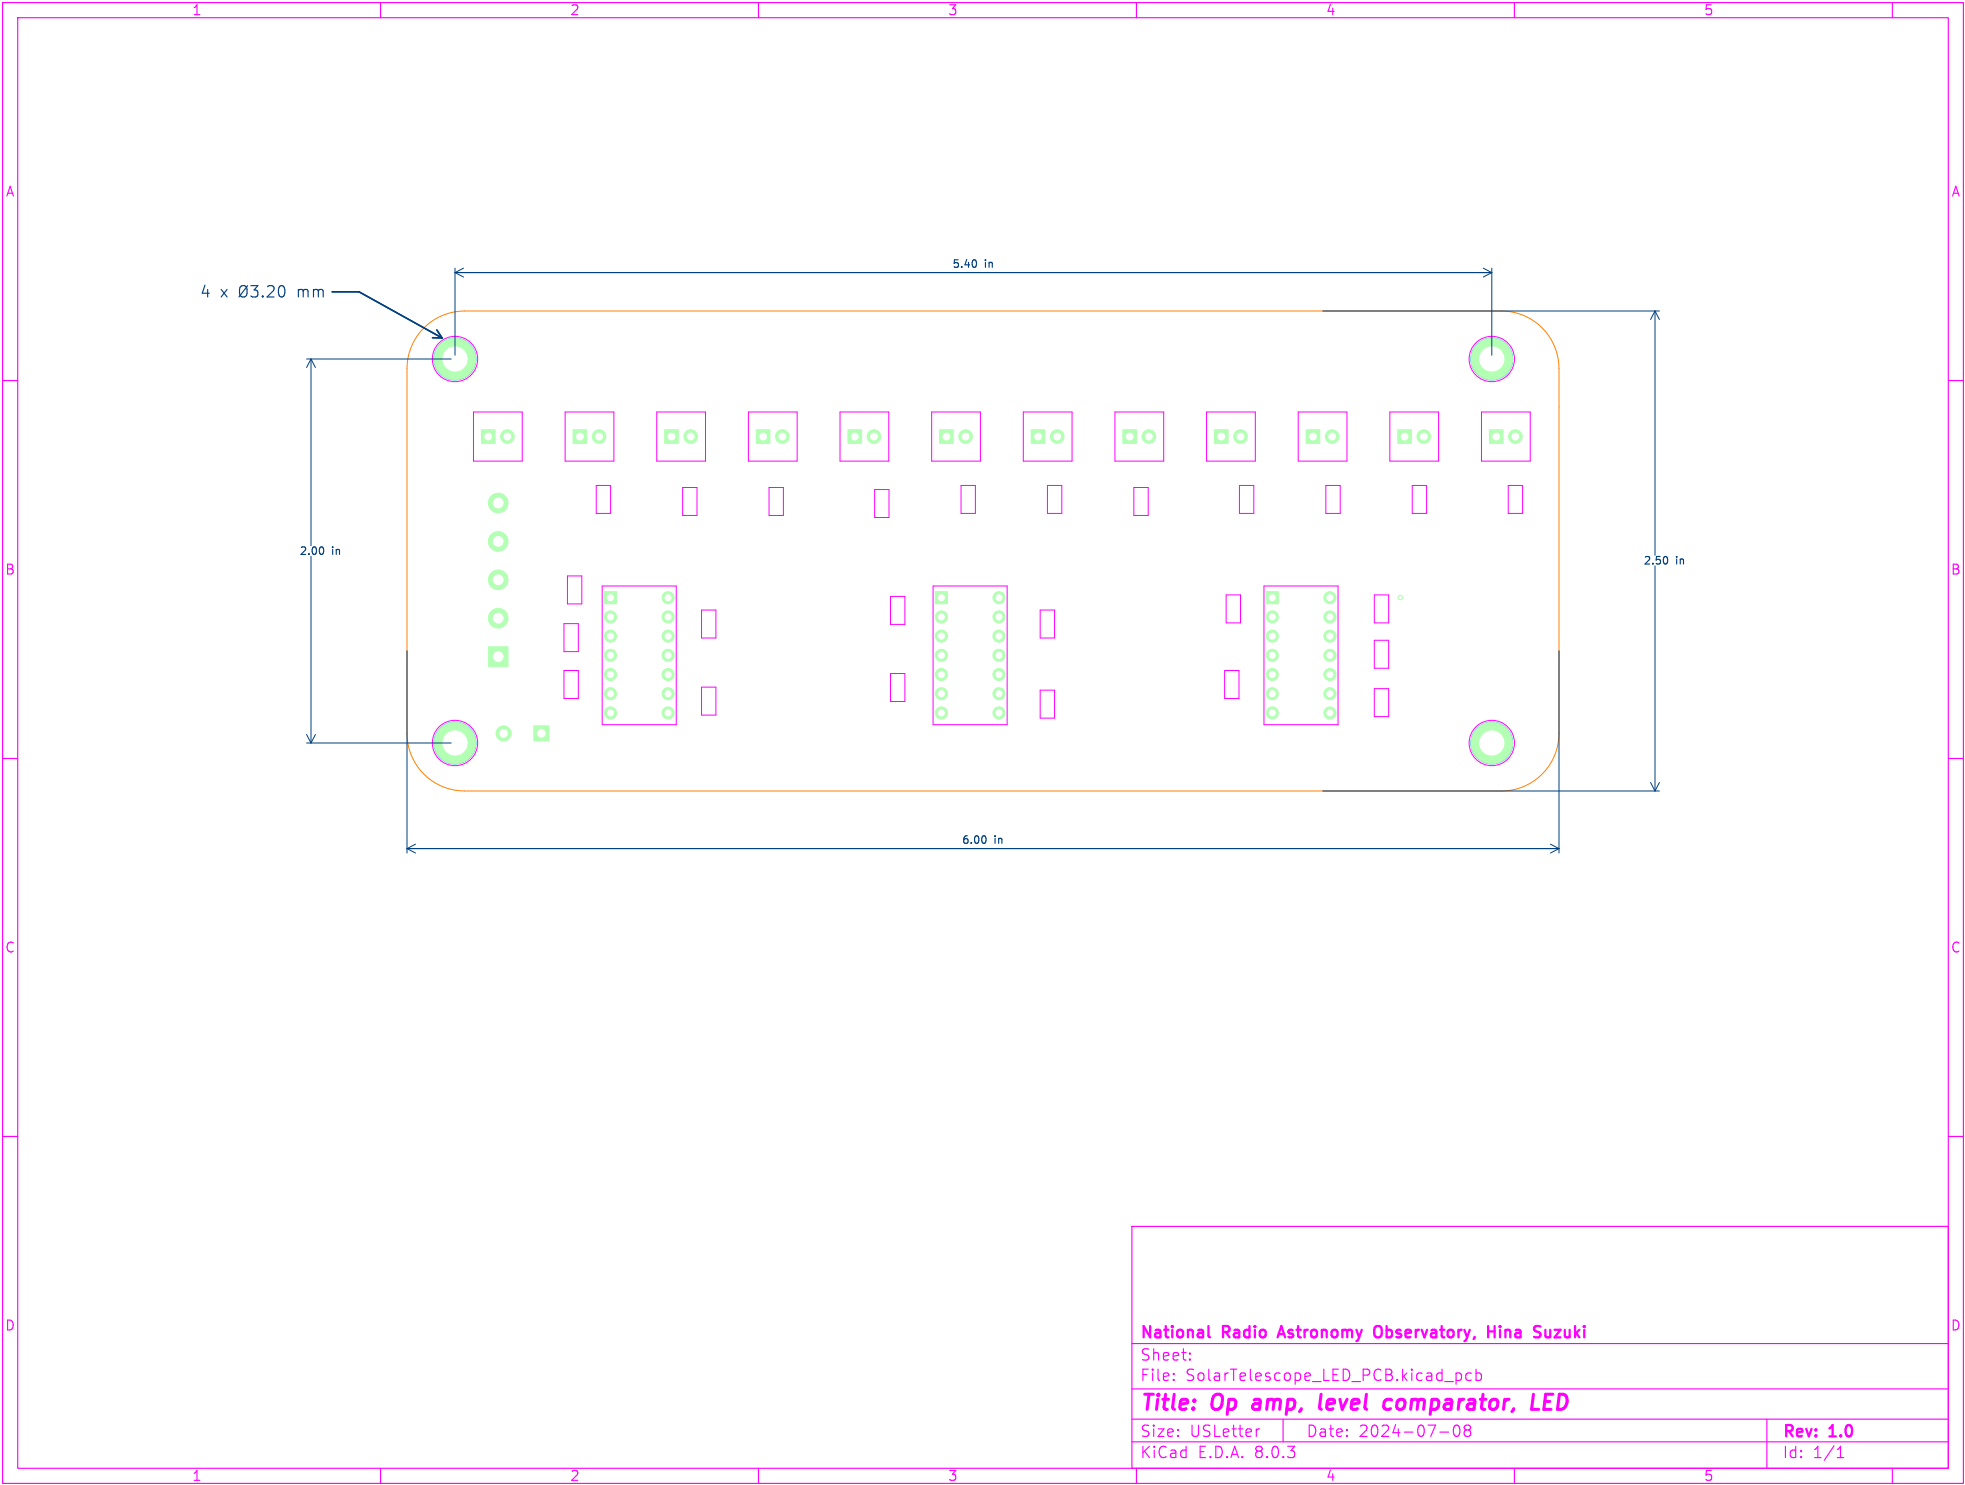 1 2 3 4 5
A A
5.40 in
4 x Ø3.20 mm
2.00 in
2.50 in
B B
6.00 in
C C
D D
National Radio Astronomy Observatory, Hina Suzuki
Sheet:
File: SolarTelescope_LED_PCB.kicad_pcb
Title: Op amp, level comparator, LED
Size: USLetter Date: 2024-07-08 Rev: 1.0
KiCad E.D.A. 8.0.3 Id: 1/1
1 2 3 4 5